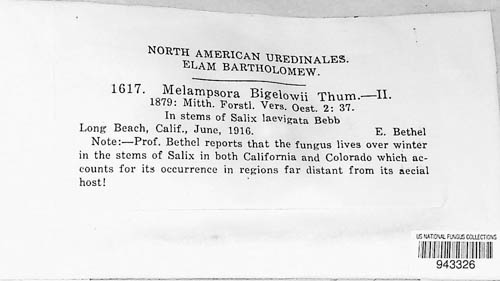 NORTH AMERICAN UREDINALES.
ELAM BARTHOLOMEW.
1617. Melampsora Bigelowii Thum.—II.
1879: Mitth. Forstl. Vers. Oest. 2: 37.
In stems of Salix laevigata Bebb
Long Beach, Calif., June, 1916. E. Bethel
Note:—Prof. Bethel reports that the fungus lives over winter
in the stems of Salix in both California and Colorado which ac-
counts for its occurrence in regions far distant from its aecial
host!
US NATIONAL FUNGUS COLLECTIONS
943326